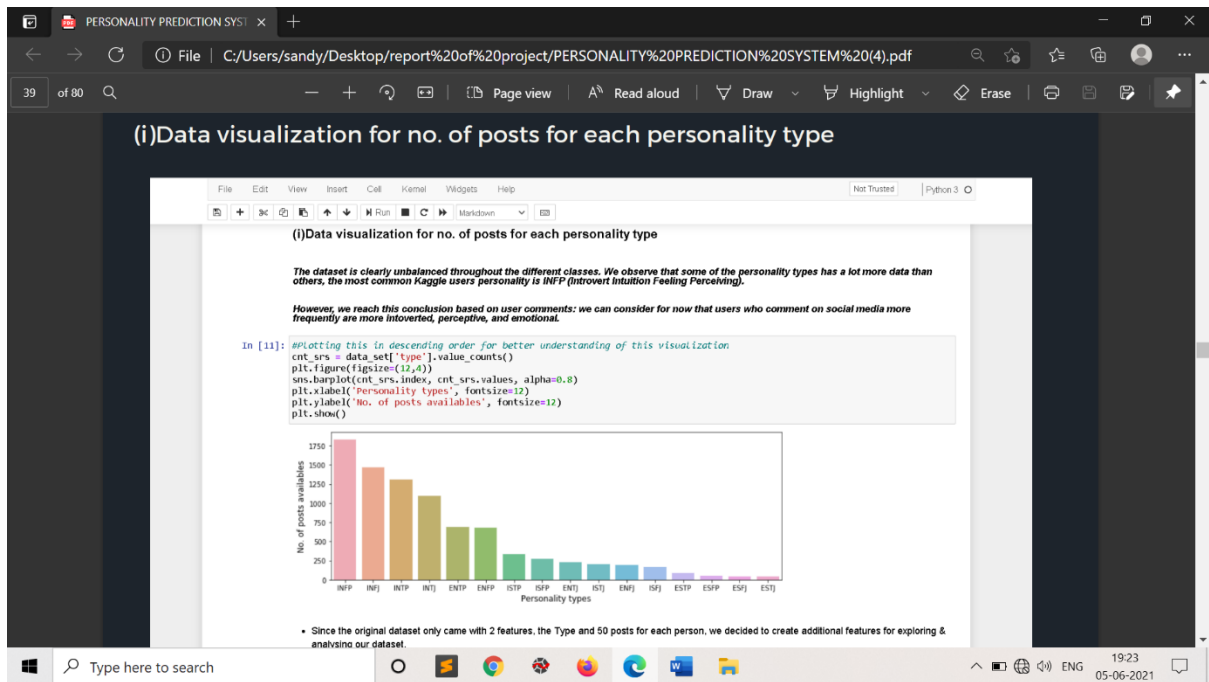 PERSONALITY PREDICTION SYST
File
C:/Users/sandy/Desktop/report%20of%20project/PERSONALITY%20PREDICTION%20SYSTEM%20(4).pdf
39 of 80
Page view
Read aloud
Draw
Highlight
Erase
(i)Data visualization for no. of posts for each personality type
File Edit View Insert Cell Kernel Widgets Help
Not Trusted
Python 3
Run
Markdown
(i)Data visualization for no. of posts for each personality type
The dataset is clearly unbalanced throughout the different classes. We observe that some of the personality types has a lot more data than
others, the most common Kaggle users personality is INFP (Introvert Intuition Feeling Perceiving).
However, we reach this conclusion based on user comments: we can consider for now that users who comment on social media more
frequently are more intoverted, perceptive, and emotional.
In [11]: #Plotting this in descending order for better understanding of this visualization
cnt_srs = data_set['type'].value_counts()
plt.figure(figsize=(12,4))
sns.barplot(cnt_srs.index, cnt_srs.values, alpha=0.8)
plt.xlabel('Personality types', fontsize=12)
plt.ylabel('No. of posts availables', fontsize=12)
plt.show()
No. of posts availables
1750
1500
1250
1000
750
500
250
0
INFP INFJ INTP INTJ ENTP ENFP ISTP ISFP ENTJ ISTJ ENFJ ISFJ ESTP ESFP ESFJ ESTJ
Personality types
• Since the original dataset only came with 2 features, the Type and 50 posts for each person, we decided to create additional features for exploring &
analysing our dataset.
Type here to search
ENG
19:23
05-06-2021